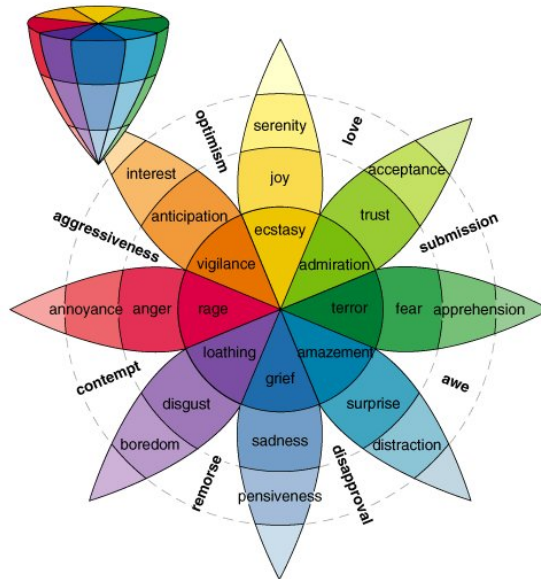 serenity
optimism
love
interest
joy
acceptance
anticipation
ecstasy
trust
aggressiveness
vigilance
admiration
submission
annoyance
anger
rage
terror
fear
apprehension
loathing
amazement
contempt
grief
awe
disgust
surprise
boredom
sadness
distraction
remorse
disapproval
pensiveness